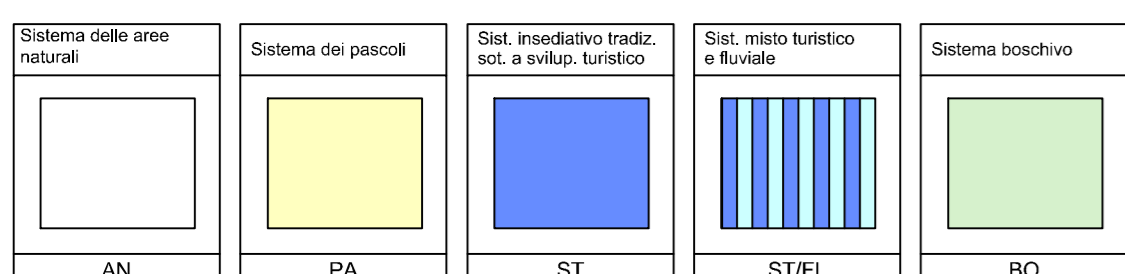 Sistema delle aree
naturali
Sistema dei pascoli
Sist. insediativo tradiz.
sot. a svilup. turistico
Sist. misto turistico
e fluviale
Sistema boschivo
AN
PA
ST
ST/FL
BO